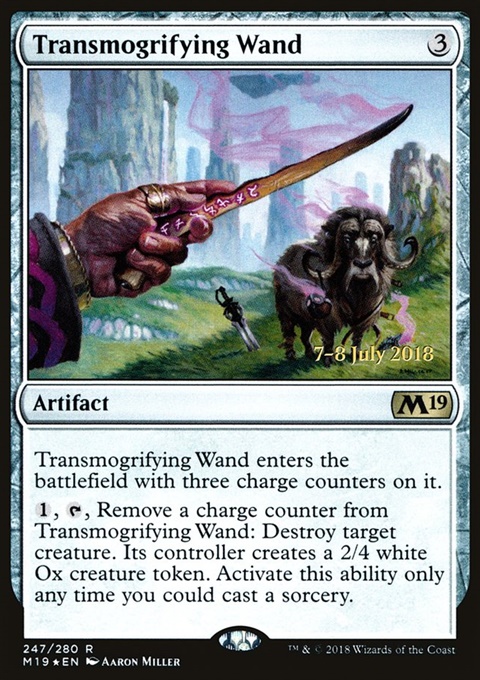 Transmogrifying Wand 3
7–8 July 2018
Artifact M19
Transmogrifying Wand enters the
battlefield with three charge counters on it.
1, , Remove a charge counter from
Transmogrifying Wand: Destroy target
creature. Its controller creates a 2/4 white
Ox creature token. Activate this ability only
any time you could cast a sorcery.
247/280 R
M19★EN Aaron Miller
™ & © 2018 Wizards of the Coast